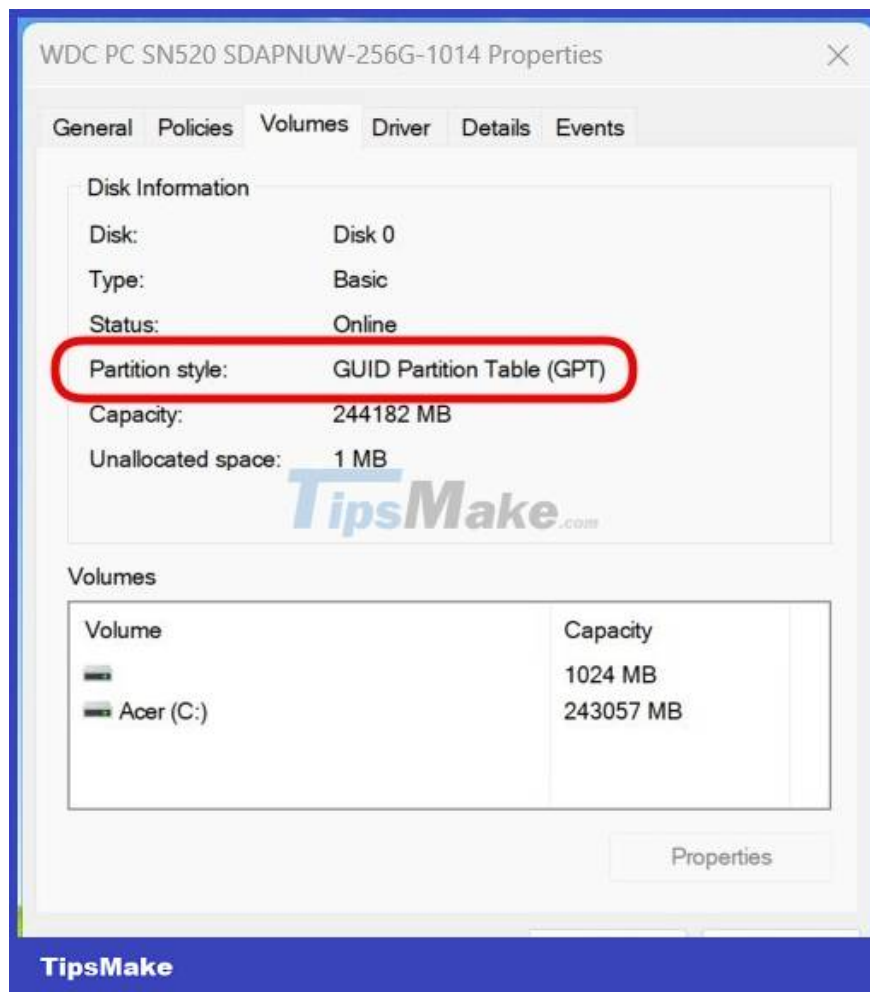 WDC PC SN520 SDAPNUW-256G-1014 Properties
General Policies Volumes Driver Details Events
Disk Information
Disk: Disk 0
Type: Basic
Status: Online
Partition style: GUID Partition Table (GPT)
Capacity: 244182 MB
Unallocated space: 1 MB
TipsMake.com
Volumes
Volume Capacity
1024 MB
Acer (C:) 243057 MB
Properties
TipsMake